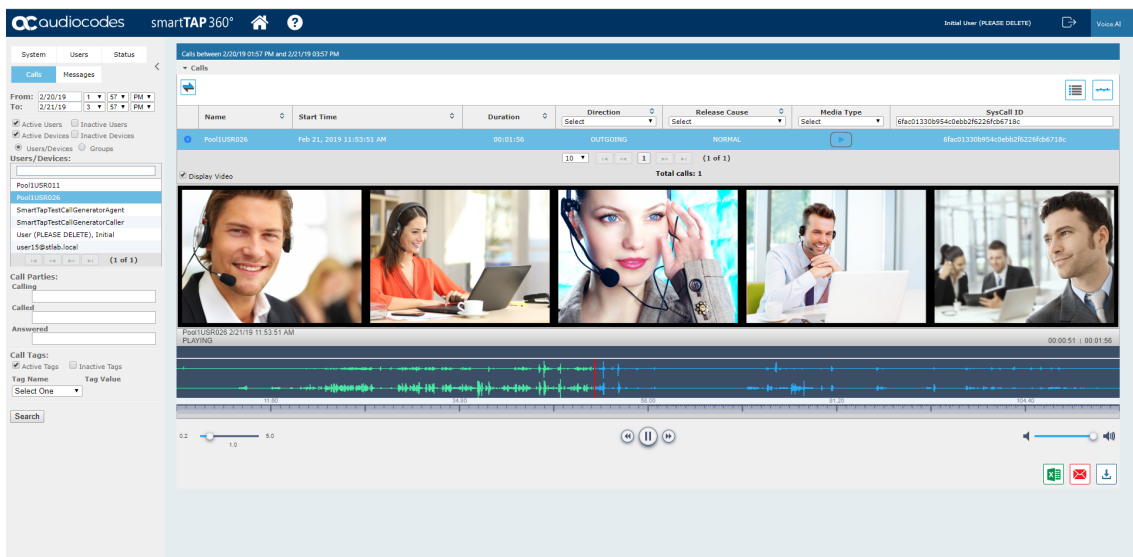 audiocodes smartTAP 360° ? Initial User (PLEASE DELETE) Voice.AI
System Users Status
Calls Messages
From: 2/20/19 1 57 PM
To: 2/21/19 3 57 PM
Active Users Inactive Users
Active Devices Inactive Devices
Users/Devices Groups
Users/Devices:
Pool1USR011
Pool1USR026
SmartTapTestCallGeneratorAgent
SmartTapTestCallGeneratorCaller
User (PLEASE DELETE), Initial
user15@stlab.local
(1 of 1)
Call Parties:
Calling
Called
Answered
Call Tags:
Active Tags Inactive Tags
Tag Name Tag Value
Select One
Search
Calls between 2/20/19 01:57 PM and 2/21/19 03:57 PM
Calls
Name Start Time Duration Direction Release Cause Media Type SysCall ID
Select Select Select 6fac01330b954c0ebb2f6226fcb6718c
Pool1USR026 Feb 21, 2019 11:53:51 AM 00:01:56 OUTGOING NORMAL 6fac01330b954c0ebb2f6226fcb6718c
10 1 (1 of 1)
Display Video Total calls: 1
Pool1USR026 2/21/19 11:53:51 AM
PLAYING 00:00:51 | 00:01:56
11.60 34.80 58.00 81.20 104.40
0.2 5.0
1.0